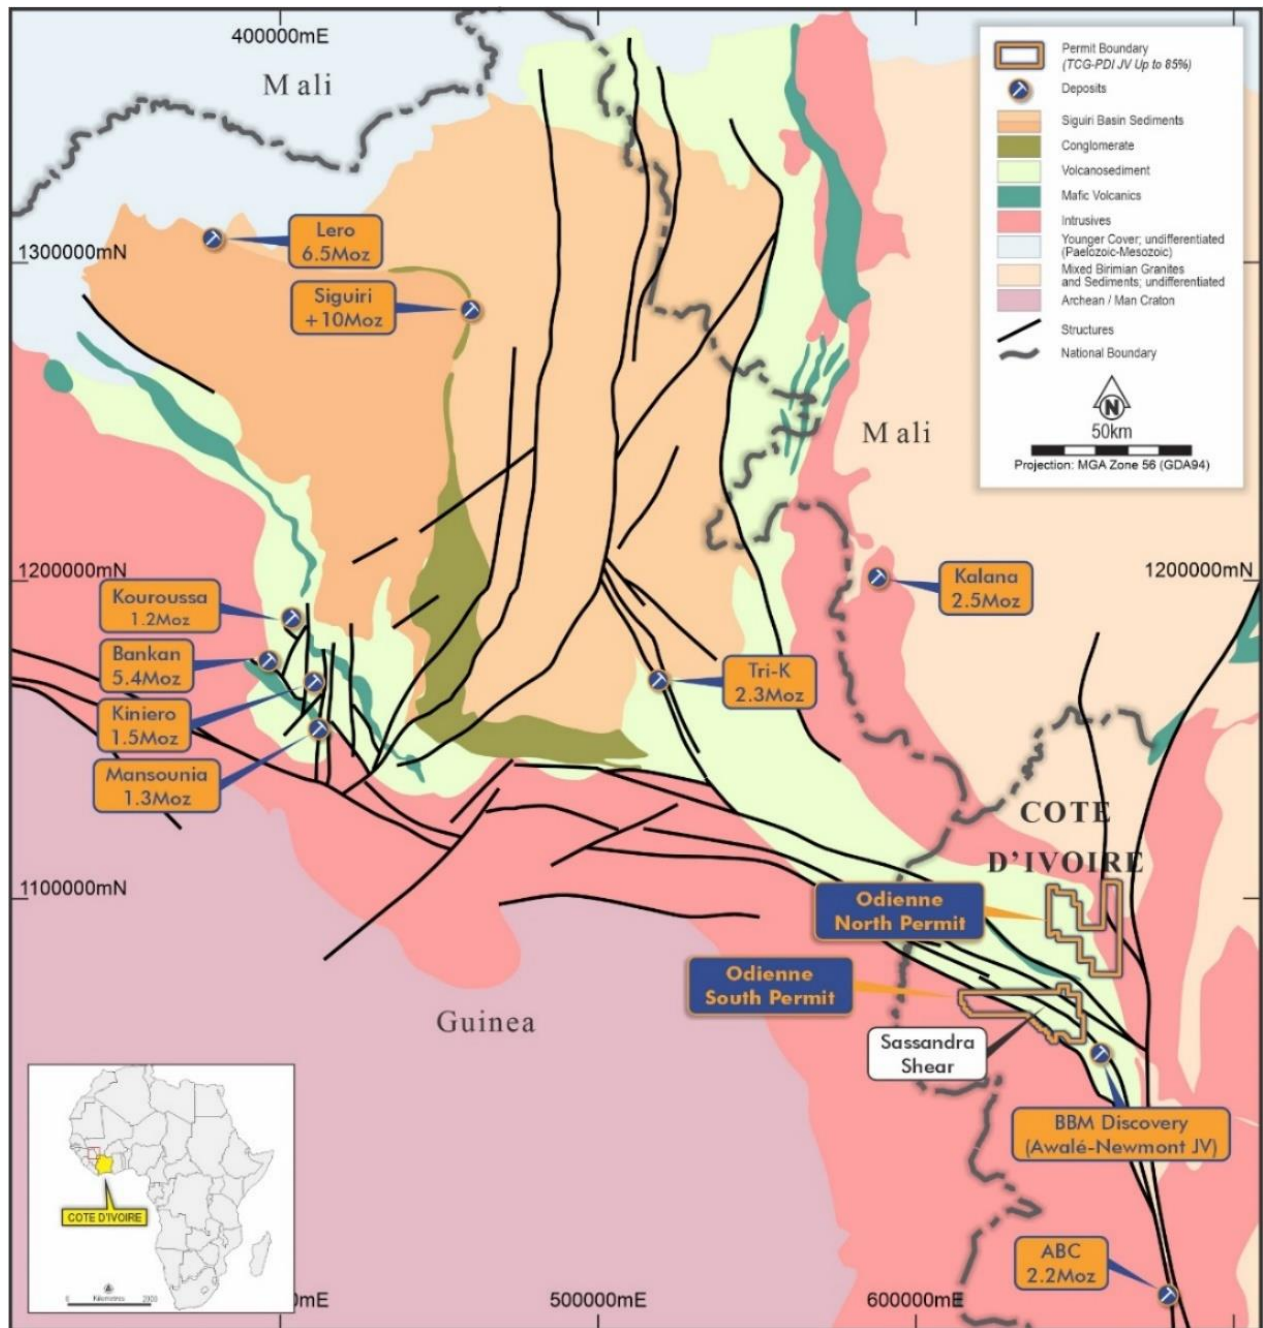 400000mE
Mali
Permit Boundary
(TCG-PDI JV Up to 85%)
Deposits
Siguiri Basin Sediments
Conglomerate
Volcanosediment
Mafic Volcanics
Intrusives
Younger Cover; undifferentiated
(Paelozoic-Mesozoic)
Mixed Birimian Granites
and Sediments; undifferentiated
Archean / Man Craton
Structures
National Boundary
N
50km
Projection: MGA Zone 56 (GDA94)
1300000mN
Lero
6.5Moz
Siguiri
+10Moz
Mali
1200000mN
1200000mN
Kouroussa
1.2Moz
Kalana
2.5Moz
Bankan
5.4Moz
Tri-K
2.3Moz
Kiniero
1.5Moz
Mansounia
1.3Moz
COTE
D'IVOIRE
1100000mN
Odienne
North Permit
Odienne
South Permit
Guinea
Sassandra
Shear
BBM Discovery
(Awalé-Newmont JV)
COTE D'IVOIRE
ABC
2.2Moz
0mE
500000mE
600000mE